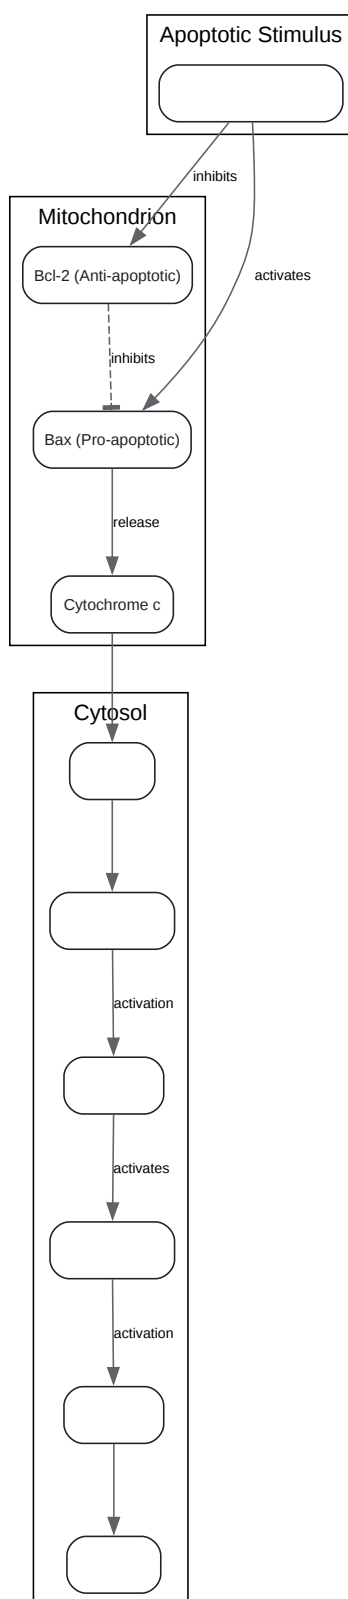 Apoptotic Stimulus
inhibits
Mitochondrion
Bcl-2 (Anti-apoptotic)
activates
inhibits
Bax (Pro-apoptotic)
release
Cytochrome c
Cytosol
activation
activates
activation